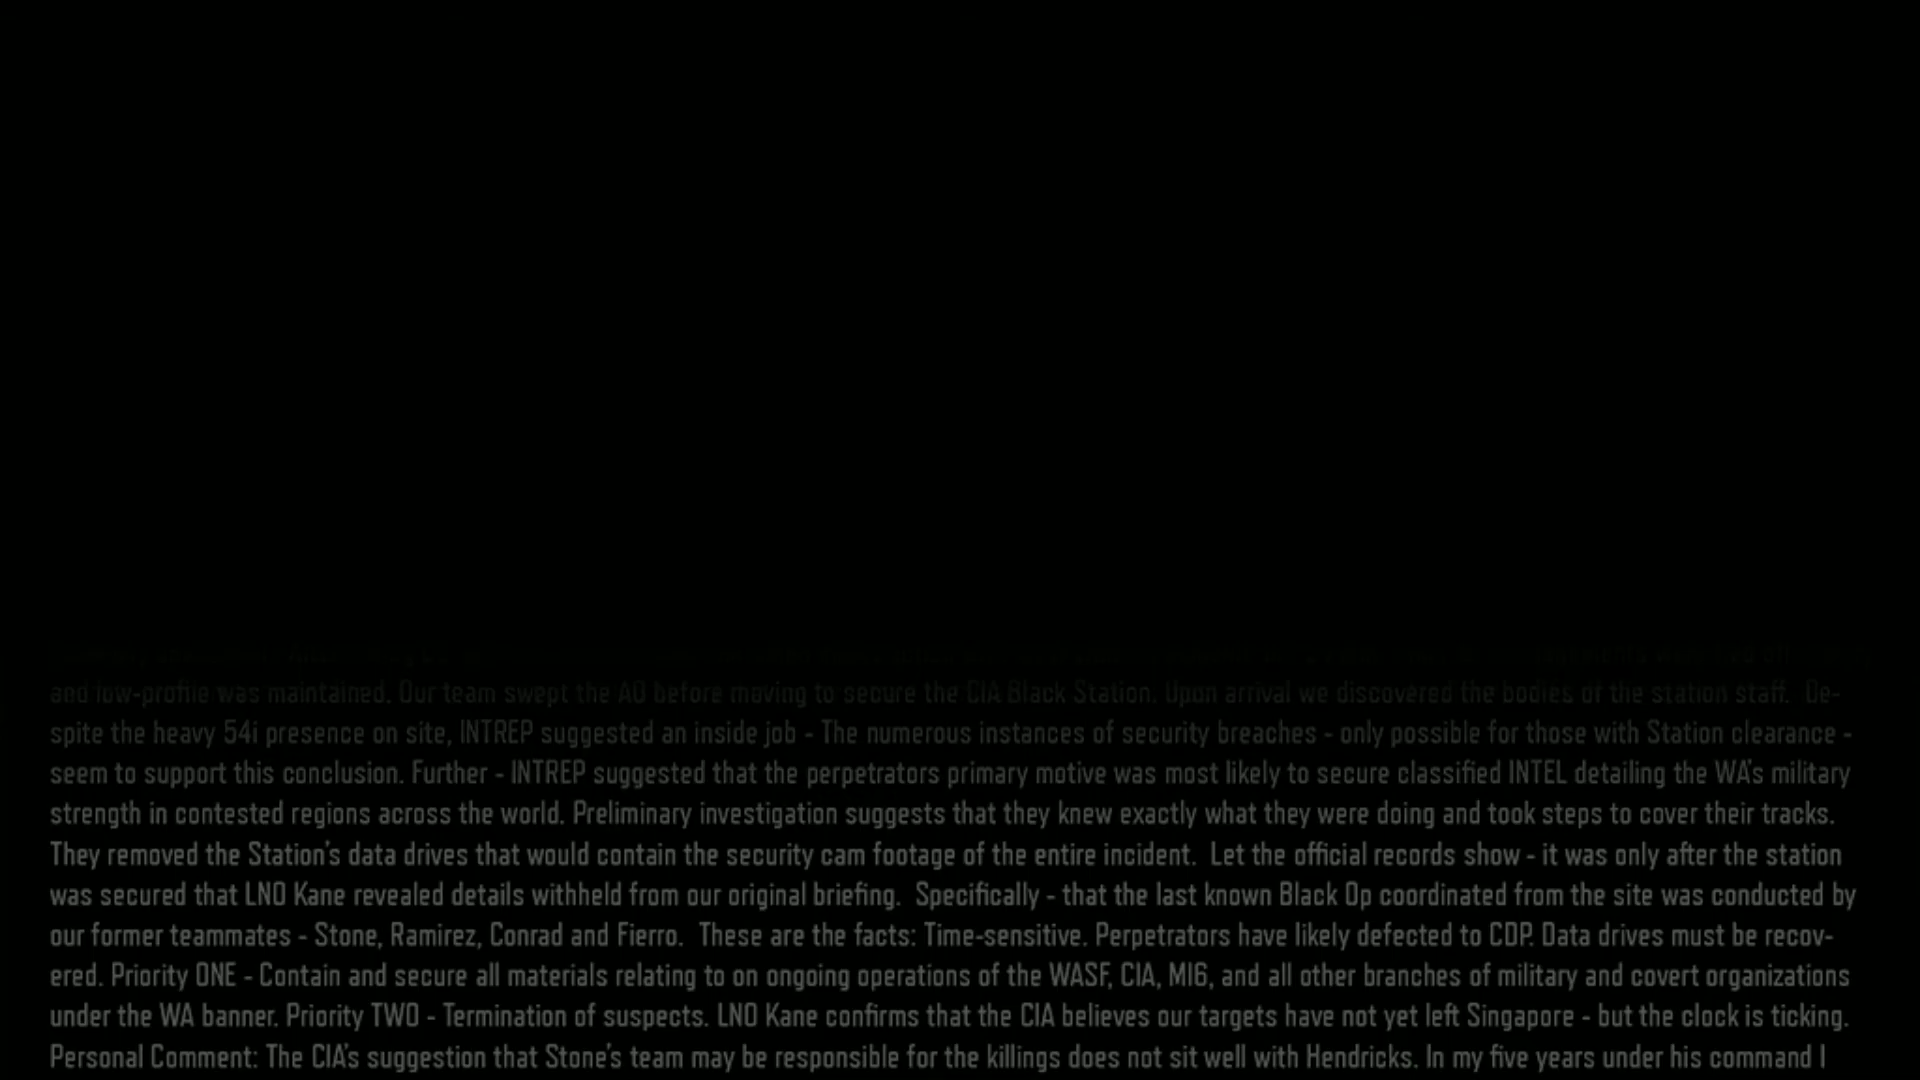 and low-profile was maintained. Our team swept the AO before moving to secure the CIA Black Station. Upon arrival we discovered the bodies of the station staff.  De-
spite the heavy 54i presence on site, INTREP suggested an inside job - The numerous instances of security breaches - only possible for those with Station clearance -
seem to support this conclusion. Further - INTREP suggested that the perpetrators primary motive was most likely to secure classified INTEL detailing the WA's military
strength in contested regions across the world. Preliminary investigation suggests that they knew exactly what they were doing and took steps to cover their tracks.
They removed the Station's data drives that would contain the security cam footage of the entire incident.  Let the official records show - it was only after the station
was secured that LNO Kane revealed details withheld from our original briefing.  Specifically - that the last known Black Op coordinated from the site was conducted by
our former teammates - Stone, Ramirez, Conrad and Fierro.  These are the facts: Time-sensitive. Perpetrators have likely defected to CDP. Data drives must be recov-
ered. Priority ONE - Contain and secure all materials relating to on ongoing operations of the WASF, CIA, MI6, and all other branches of military and covert organizations
under the WA banner. Priority TWO - Termination of suspects. LNO Kane confirms that the CIA believes our targets have not yet left Singapore - but the clock is ticking.
Personal Comment: The CIA's suggestion that Stone's team may be responsible for the killings does not sit well with Hendricks. In my five years under his command I